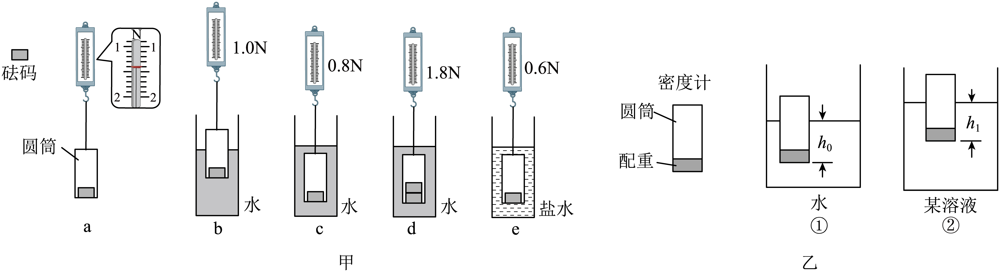 砝码
N
1 1
2 2
圆筒
a
1.0N
水
b
0.8N
水
c
1.8N
水
d
0.6N
盐水
e
甲
密度计
圆筒
配重
h₀
水
①
h₁
某溶液
②
乙